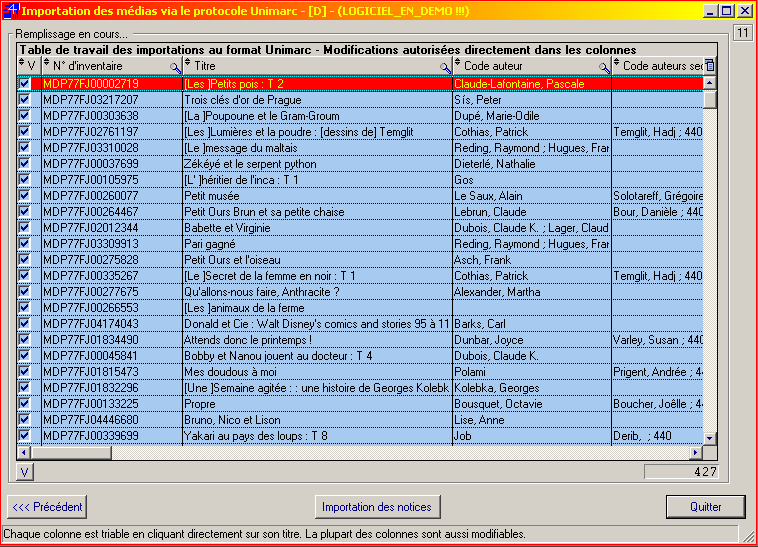 Importation des médias via le protocole Unimarc - [D] - (LOGICIEL_EN_DEMO !!!)
Remplissage en cours...
11
Table de travail des importations au format Unimarc - Modifications autorisées directement dans les colonnes
V N° d'inventaire Titre Code auteur Code auteurs sec
MDP77FJ00002719 [Les ]Petits pois : T 2 Claude-Lafontaine, Pascale
MDP77FJ03217207 Trois clés d'or de Prague Sís, Peter
MDP77FJ00303638 [La ]Poupoune et le Gram-Groum Dupé, Marie-Odile
MDP77FJ02761197 [Les ]Lumières et la poudre : [dessins de] Temglit Cothias, Patrick Temglit, Hadj ; 440
MDP77FJ03310028 [Le ]message du maltais Reding, Raymond ; Hugues, Fran
MDP77FJ00037699 Zékéyé et le serpent python Dieterlé, Nathalie
MDP77FJ00105975 [L' ]héritier de l'inca : T 1 Gos
MDP77FJ00260077 Petit musée Le Saux, Alain Solotareff, Grégoire
MDP77FJ00264467 Petit Ours Brun et sa petite chaise Lebrun, Claude Bour, Danièle ; 440
MDP77FJ02012344 Babette et Virginie Dubois, Claude K. ; Lager, Claud
MDP77FJ03309913 Pari gagné Reding, Raymond ; Hugues, Fran
MDP77FJ00275828 Petit Ours et l'oiseau Asch, Frank
MDP77FJ00335267 [Le ]Secret de la femme en noir : T 1 Cothias, Patrick Temglit, Hadj ; 440
MDP77FJ00277675 Qu'allons-nous faire, Anthracite ? Alexander, Martha
MDP77FJ00266553 [Les ]animaux de la ferme
MDP77FJ04174043 Donald et Cie : Walt Disney's comics and stories 95 à 11 Barks, Carl
MDP77FJ01834490 Attends donc le printemps ! Dunbar, Joyce Varley, Susan ; 440
MDP77FJ00045841 Bobby et Nanou jouent au docteur : T 4 Dubois, Claude K.
MDP77FJ01815473 Mes doudous à moi Polami Prigent, Andrée ; 44
MDP77FJ01832296 [Une ]Semaine agitée : : une histoire de Georges Kolebk Kolebka, Georges
MDP77FJ00133225 Propre Bousquet, Octavie Boucher, Joêlle ; 44
MDP77FJ04446680 Bruno, Nico et Lison Lise, Anne
MDP77FJ00339699 Yakari au pays des loups : T 8 Job Derib, ; 440
V 427
<<< Précédent Importation des notices Quitter
Chaque colonne est triable en cliquant directement sur son titre. La plupart des colonnes sont aussi modifiables.